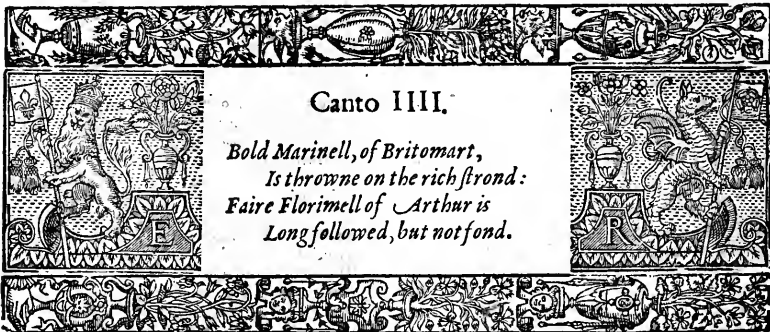 Canto IIII.
Bold Marinell, of Britomart,
Is throwne on the rich ſtrond:
Faire Florimell of Arthur is
Long followed, but not fond.
E R